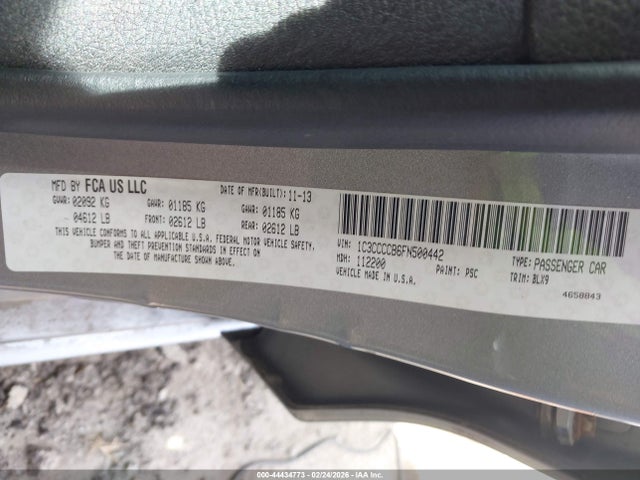 MFD BY FCA US LLC
DATE OF MFR(BUILT): 11-13
GVWR: 02092 KG GAWR: 01185 KG GAWR: 01185 KG
04612 LB FRONT: 02612 LB REAR: 02612 LB
THIS VEHICLE CONFORMS TO ALL APPLICABLE U.S.A. FEDERAL MOTOR VEHICLE SAFETY,
BUMPER AND THEFT PREVENTION STANDARDS IN EFFECT ON
THE DATE OF MANUFACTURE SHOWN ABOVE.
VIN: 1C3CCCCB6FN500442
MDH: 112200 PAINT: PSC
VEHICLE MADE IN U.S.A.
TYPE: PASSENGER CAR
TRIM: BLX9
4658843
000-44434773 - 02/24/2026 - COPYRIGHT IAA, LLC